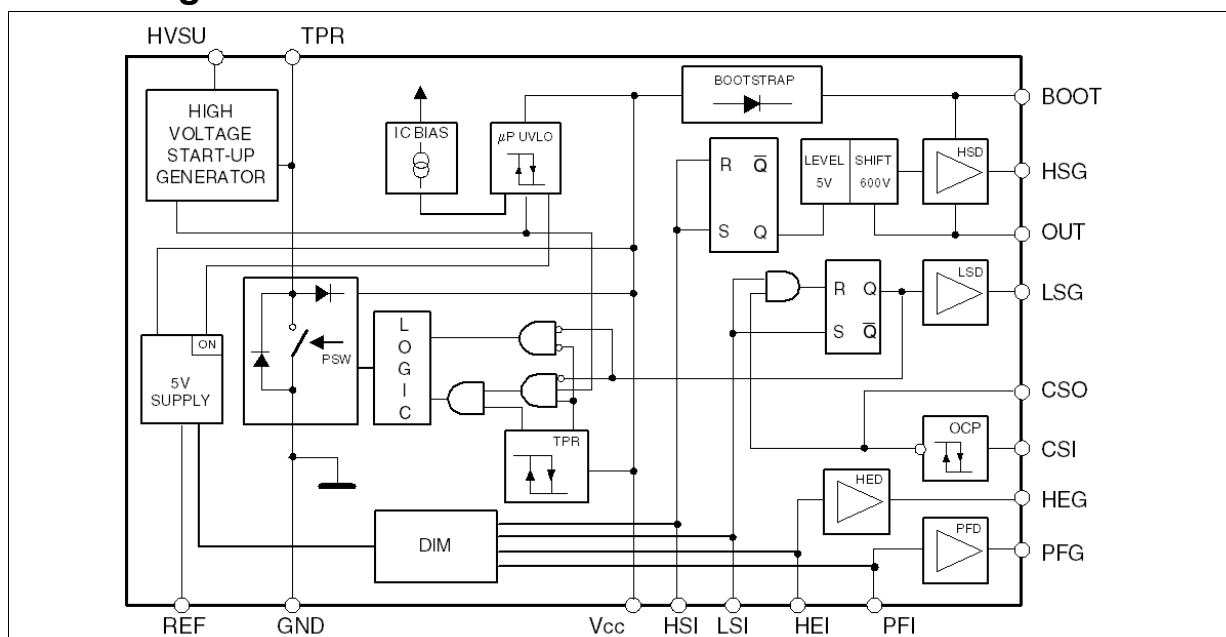 HVSU
TPR
HIGH
VOLTAGE
START-UP
GENERATOR
IC BIAS
µP UVLO
BOOTSTRAP
BOOT
R Q̅
S Q
LEVEL SHIFT
5V 600V
HSD
HSG
OUT
R Q
S Q̅
LSD
LSG
ON
5V
SUPPLY
PSW
L
O
G
I
C
TPR
CSO
OCP
CSI
HED
HEG
DIM
PFD
PFG
REF
GND
Vcc
HSI
LSI
HEI
PFI